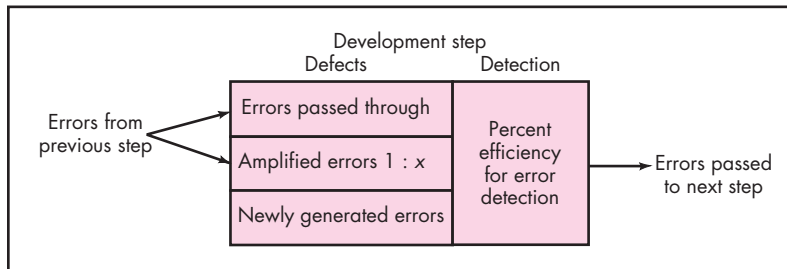 Development step
Defects
Detection
Errors from
previous step
Errors passed through
Amplified errors 1 : x
Newly generated errors
Percent
efficiency
for error
detection
Errors passed
to next step